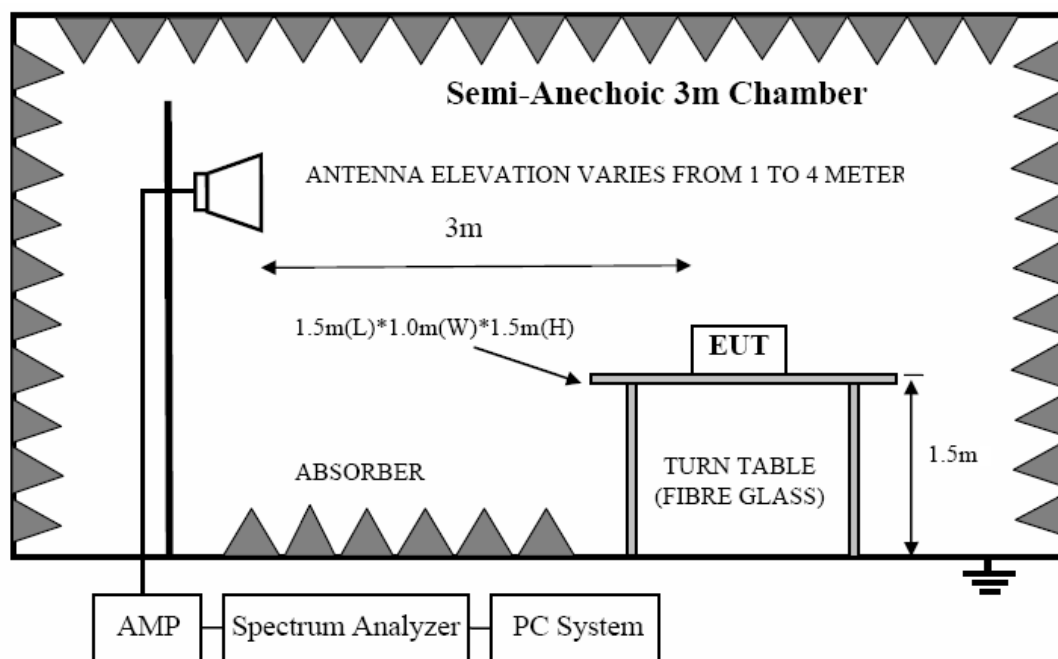 Semi-Anechoic 3m Chamber
ANTENNA ELEVATION VARIES FROM 1 TO 4 METER
3m
1.5m(L)*1.0m(W)*1.5m(H)
EUT
ABSORBER
TURN TABLE
(FIBRE GLASS)
1.5m
AMP
Spectrum Analyzer
PC System